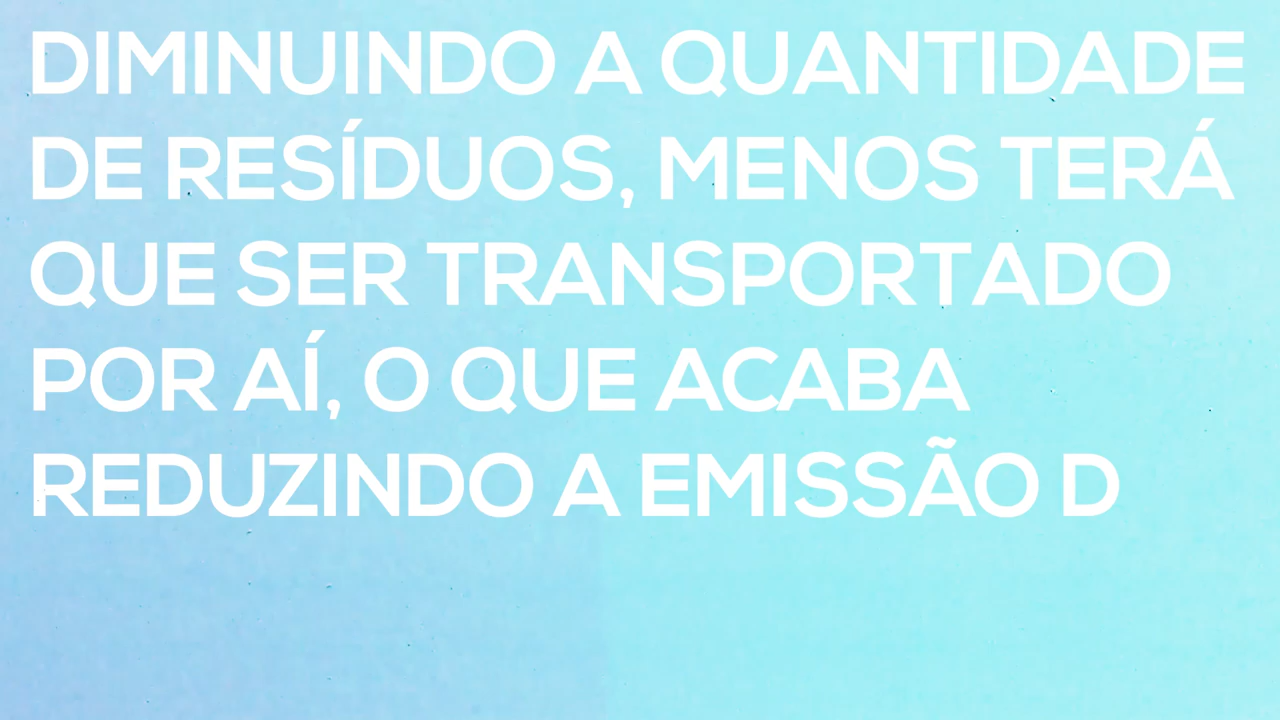 DIMINUINDO A QUANTIDADE
DE RESÍDUOS, MENOS TERÁ
QUE SER TRANSPORTADO
POR AÍ, O QUE ACABA
REDUZINDO A EMISSÃO D